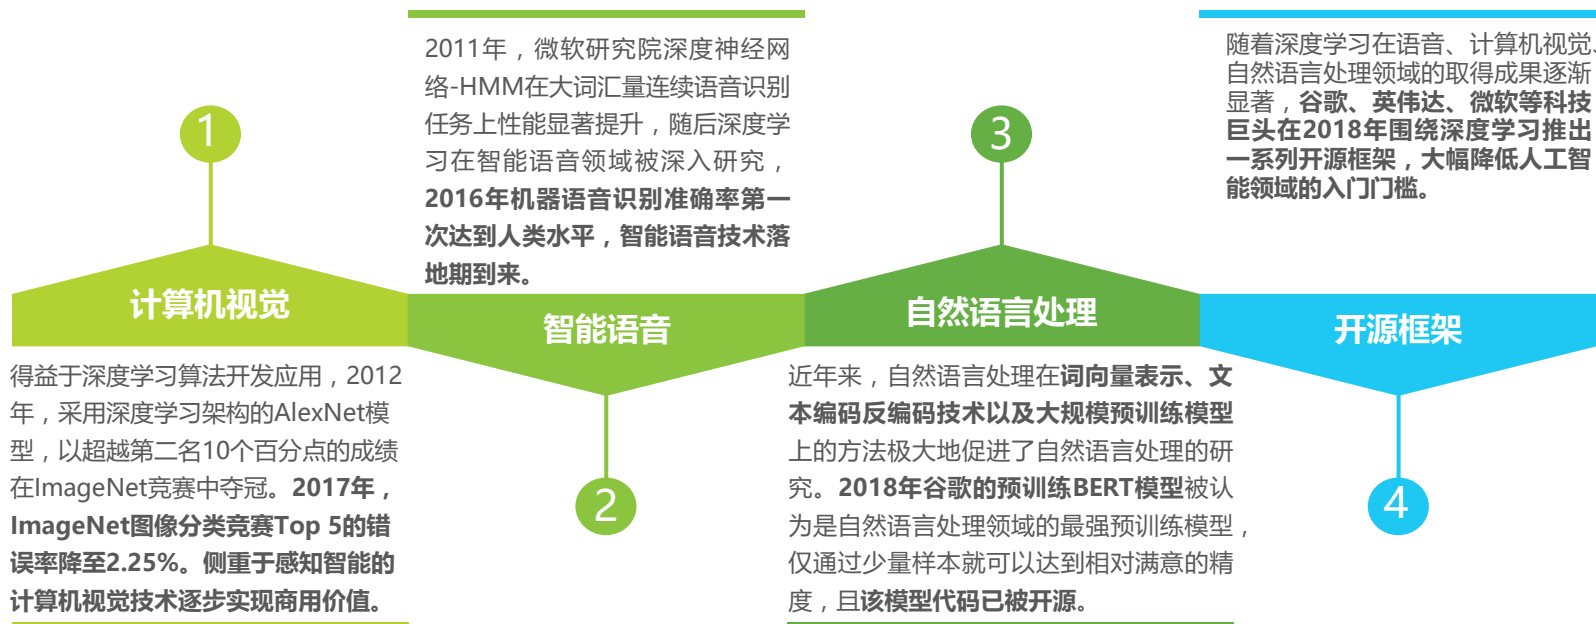 1
计算机视觉
得益于深度学习算法开发应用，2012
年，采用深度学习架构的AlexNet模
型，以超越第二名10个百分点的成绩
在ImageNet竞赛中夺冠。2017年，
ImageNet图像分类竞赛Top 5的错
误率降至2.25%。侧重于感知智能的
计算机视觉技术逐步实现商用价值。
2011年，微软研究院深度神经网
络-HMM在大词汇量连续语音识别
任务上性能显著提升，随后深度学
习在智能语音领域被深入研究，
2016年机器语音识别准确率第一
次达到人类水平，智能语音技术落
地期到来。
智能语音
2
3
自然语言处理
近年来，自然语言处理在词向量表示、文
本编码反编码技术以及大规模预训练模型
上的方法极大地促进了自然语言处理的研
究。2018年谷歌的预训练BERT模型被认
为是自然语言处理领域的最强预训练模型，
仅通过少量样本就可以达到相对满意的精
度，且该模型代码已被开源。
随着深度学习在语音、计算机视觉、
自然语言处理领域的取得成果逐渐
显著，谷歌、英伟达、微软等科技
巨头在2018年围绕深度学习推出
一系列开源框架，大幅降低人工智
能领域的入门门槛。
开源框架
4